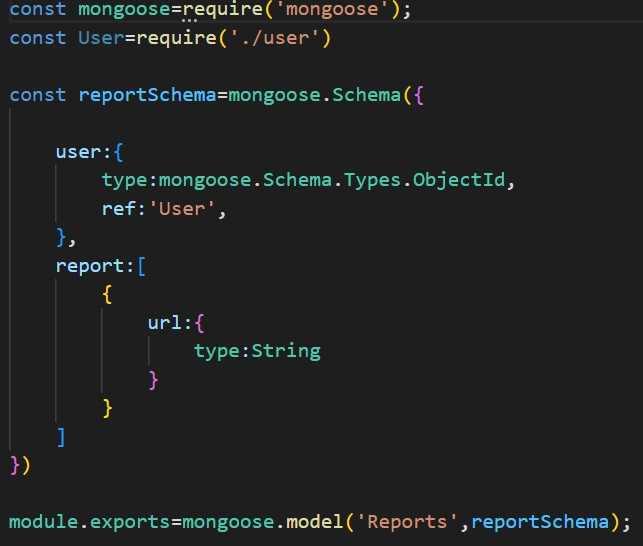 const mongoose=require('mongoose');
const User=require('./user')
const reportSchema=mongoose.Schema({
user:{
type:mongoose.Schema.Types.ObjectId,
ref:'User',
},
report:[
{
url:{
type:String
}
}
]
})
module.exports=mongoose.model('Reports',reportSchema);